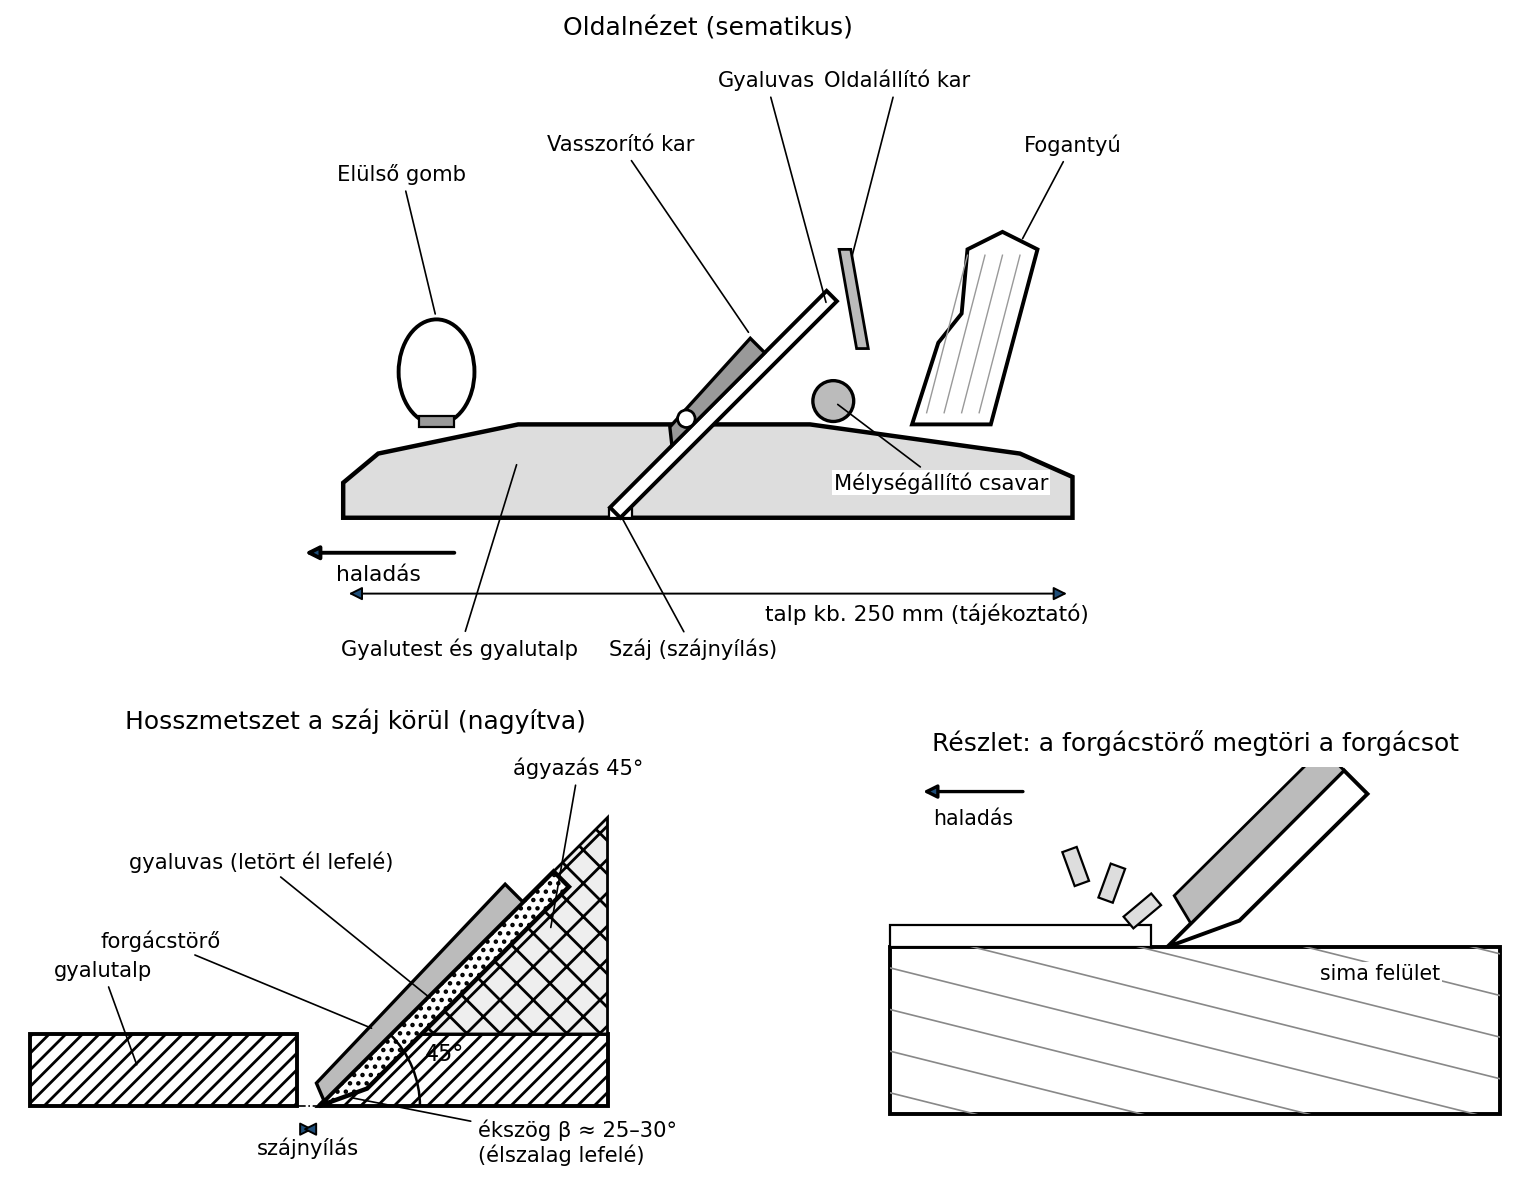 Oldalnézet (sematikus)
Gyaluvas
Oldalállító kar
Vasszorító kar
Fogantyú
Elülső gomb
Mélységállító csavar
haladás
talp kb. 250 mm (tájékoztató)
Gyalutest és gyalutalp
Száj (szájnyílás)
Hosszmetszet a száj körül (nagyítva)
ágyazás 45°
gyaluvas (letört él lefelé)
forgácstörő
gyalutalp
45°
ékszög β ≈ 25–30°
(élszalag lefelé)
szájnyílás
Részlet: a forgácstörő megtöri a forgácsot
haladás
sima felület